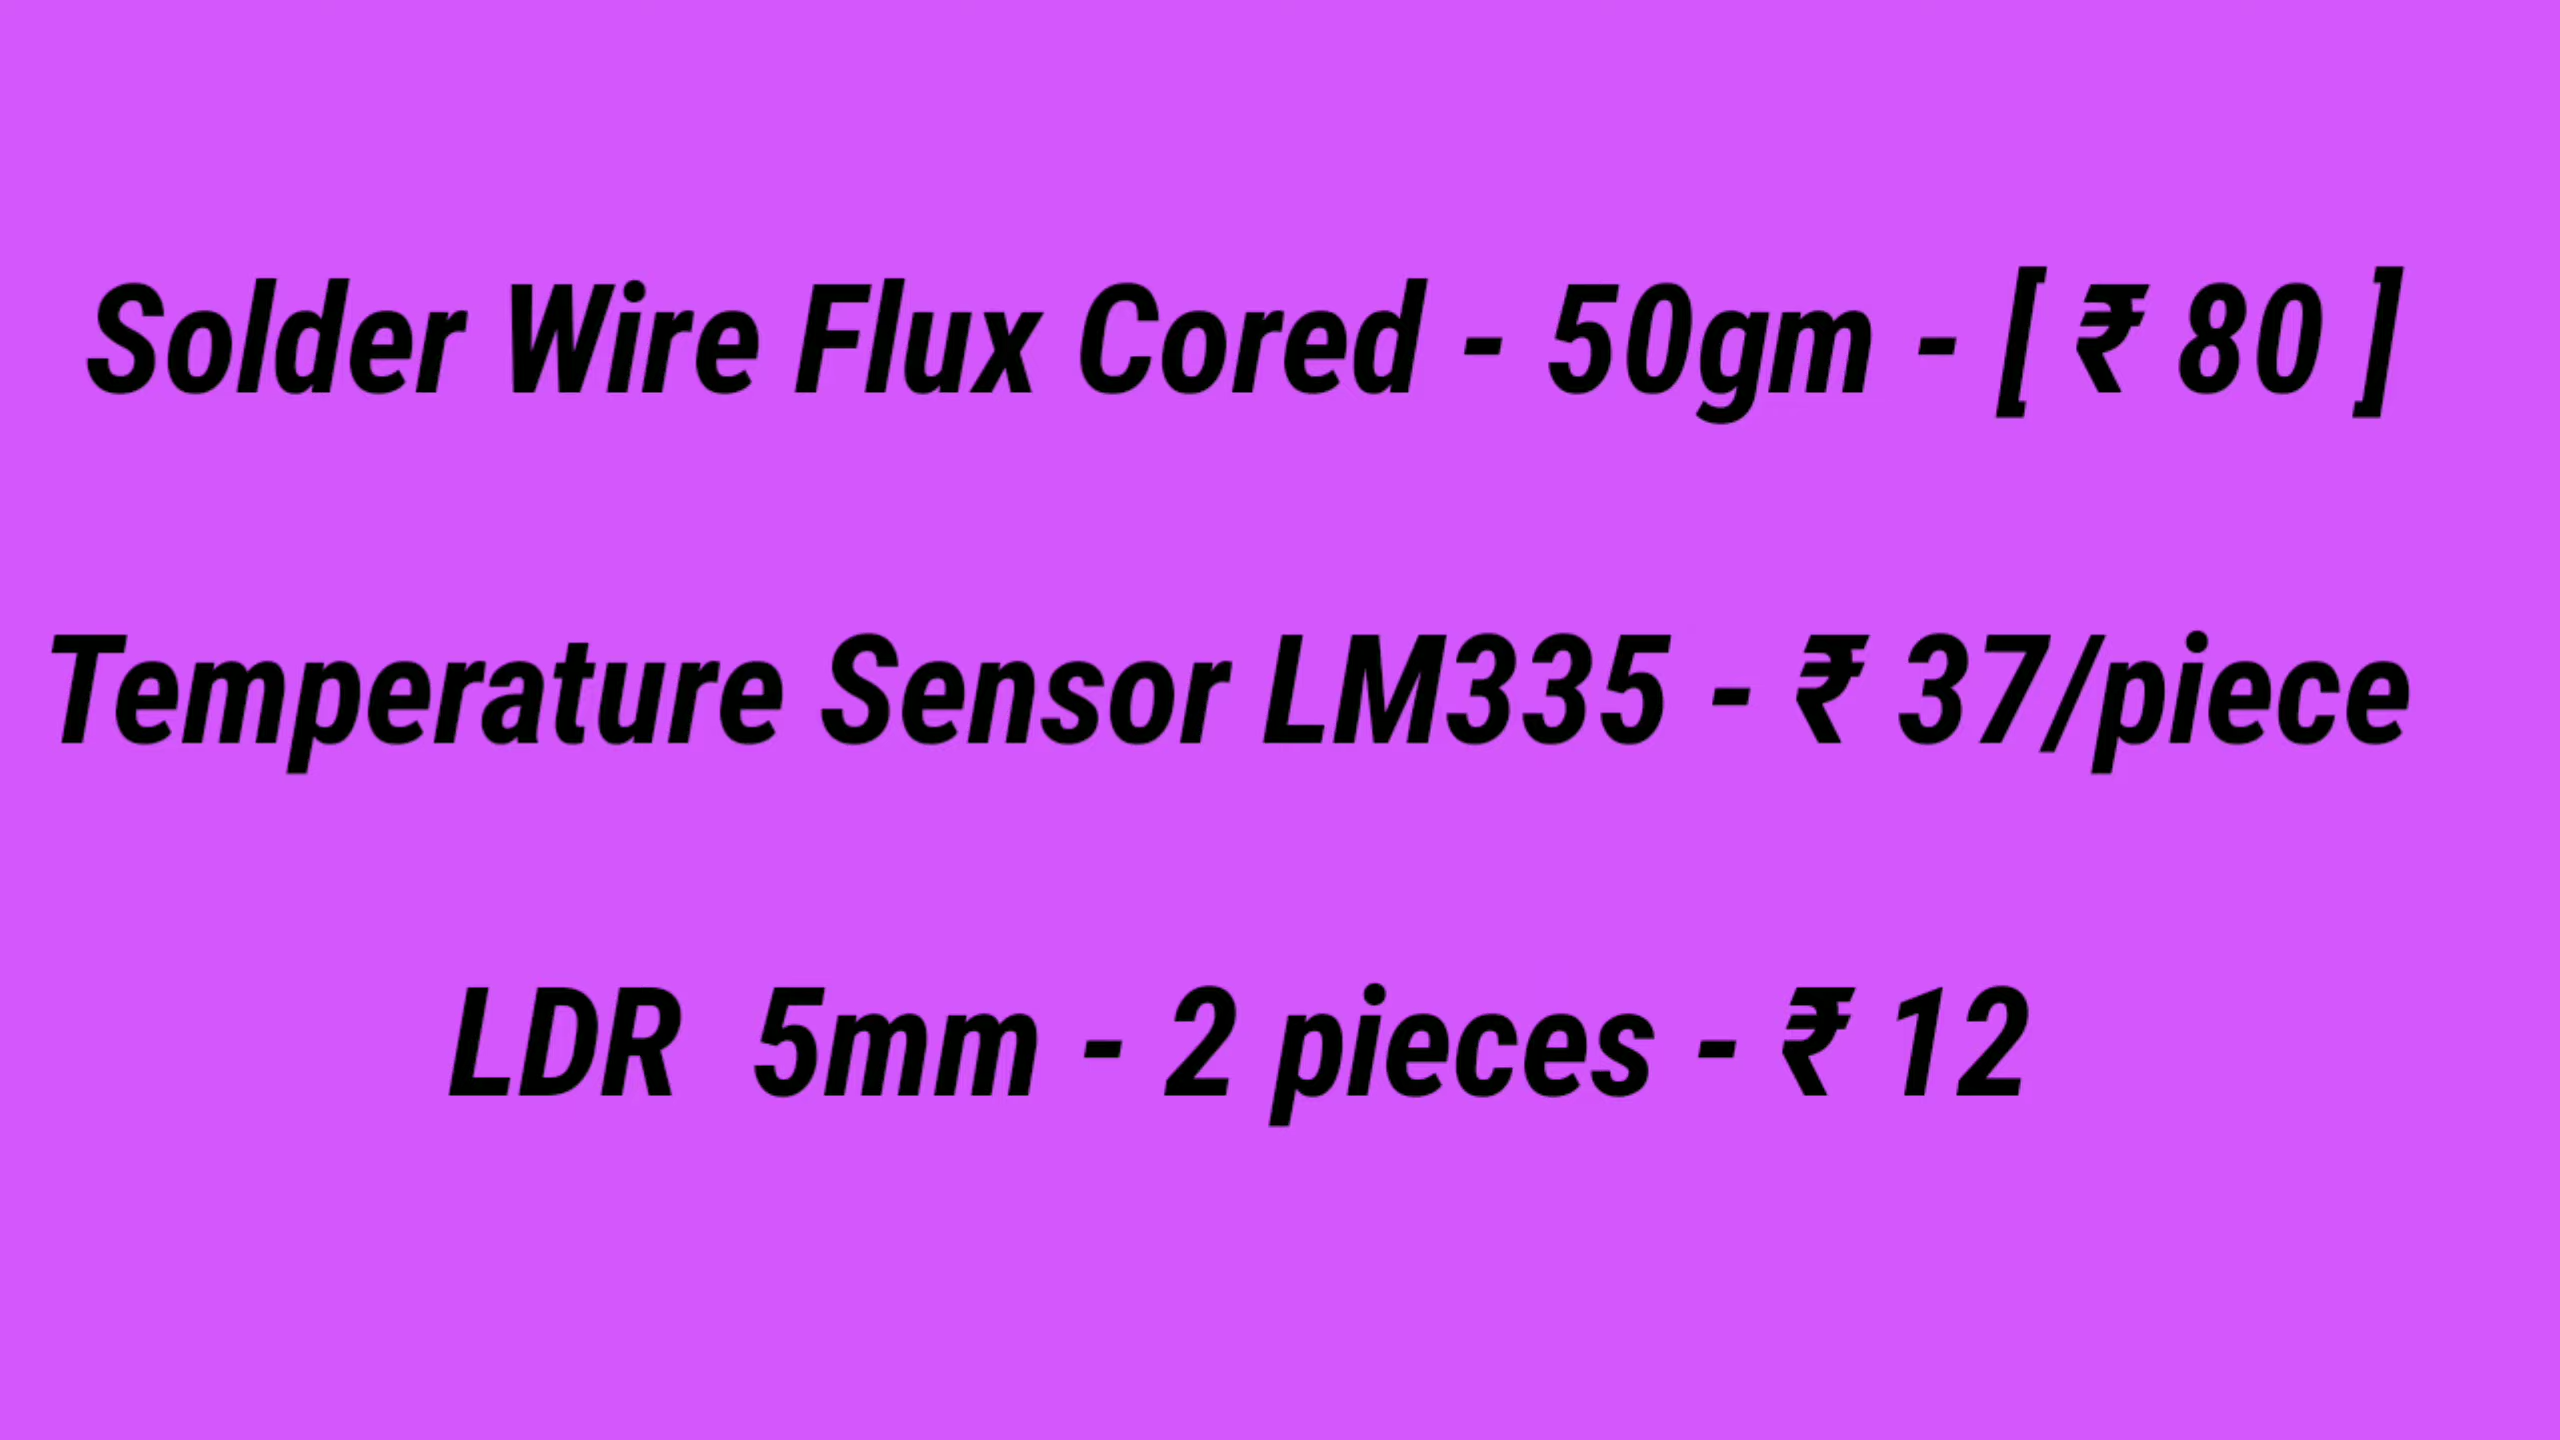 Solder Wire Flux Cored - 50gm - [ ₹ 80 ]
Temperature Sensor LM335 - ₹ 37/piece
LDR  5mm - 2 pieces - ₹ 12